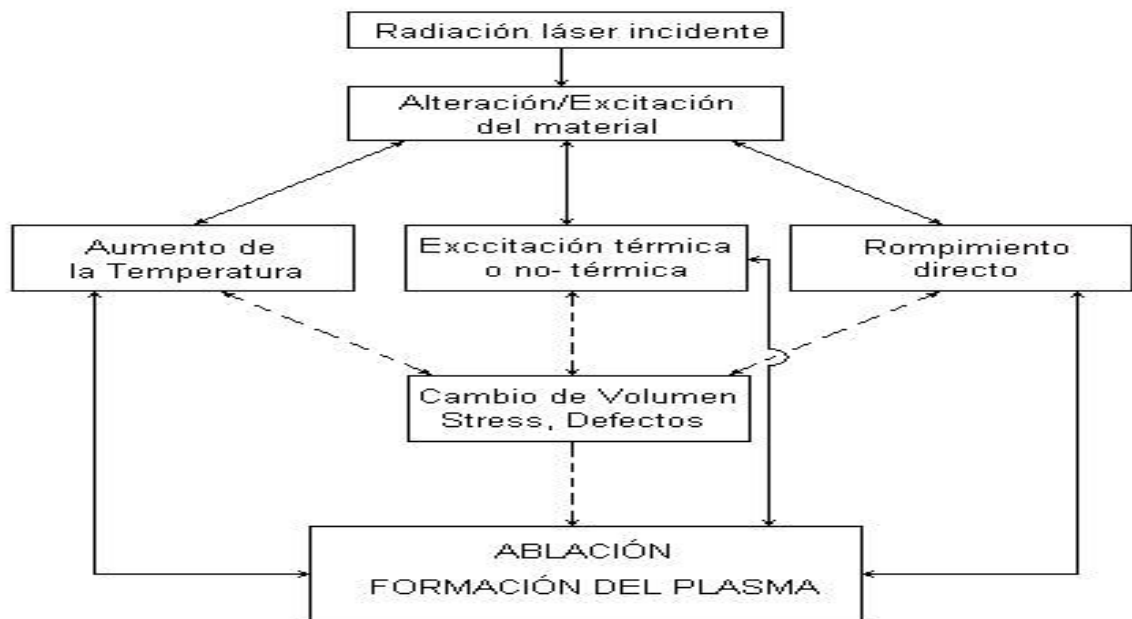 Radiación láser incidente
Alteración/Excitación
del material
Aumento de
la Temperatura
Exccitación térmica
o no- térmica
Rompimiento
directo
Cambio de Volumen
Stress, Defectos
ABLACIÓN
FORMACIÓN DEL PLASMA